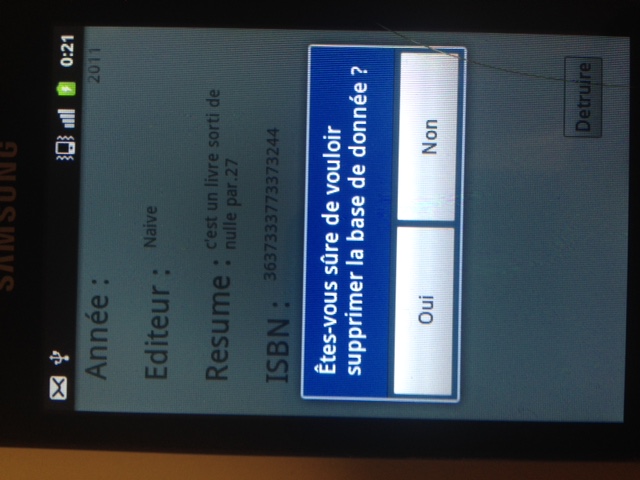 SAMSUNG
0:21
Année : 2011
Editeur : Naive
Resume : c'est un livre sorti de
nulle par.27
ISBN : 3637333773373244
Êtes-vous sûre de vouloir
supprimer la base de donnée ?
Oui Non
Detruire